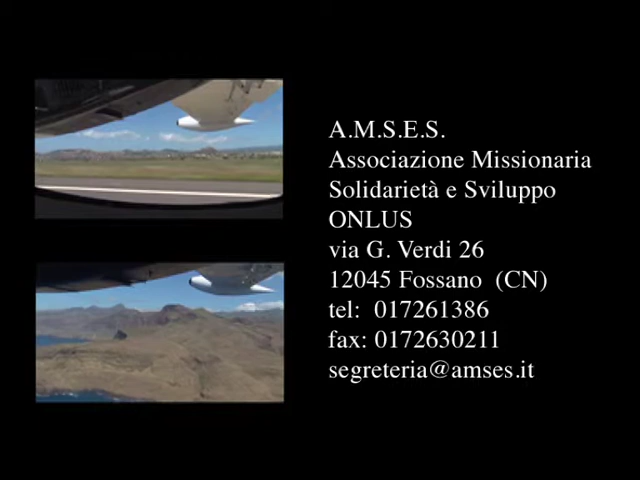 A.M.S.E.S.
Associazione Missionaria
Solidarietà e Sviluppo
ONLUS
via G. Verdi 26
12045 Fossano (CN)
tel: 017261386
fax: 0172630211
segreteria@amses.it